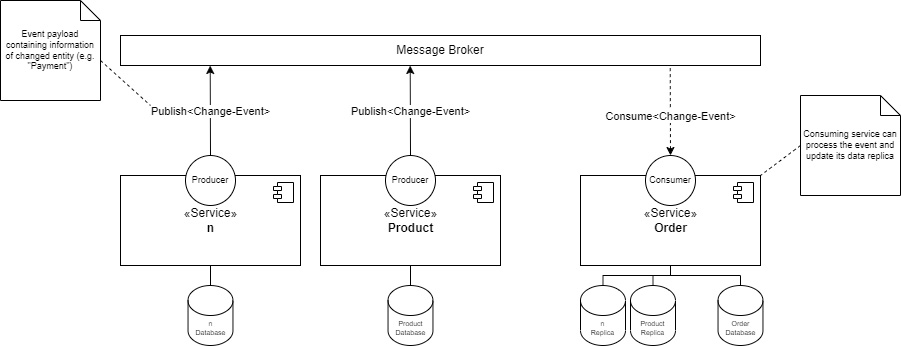 Event payload
containing information
of changed entity (e.g.
"Payment")
Message Broker
Publish<Change-Event>
Publish<Change-Event>
Consume<Change-Event>
Consuming service can
process the event and
update its data replica
Producer
«Service»
n
Producer
«Service»
Product
Consumer
«Service»
Order
n
Database
Product
Database
n
Replica
Product
Replica
Order
Database